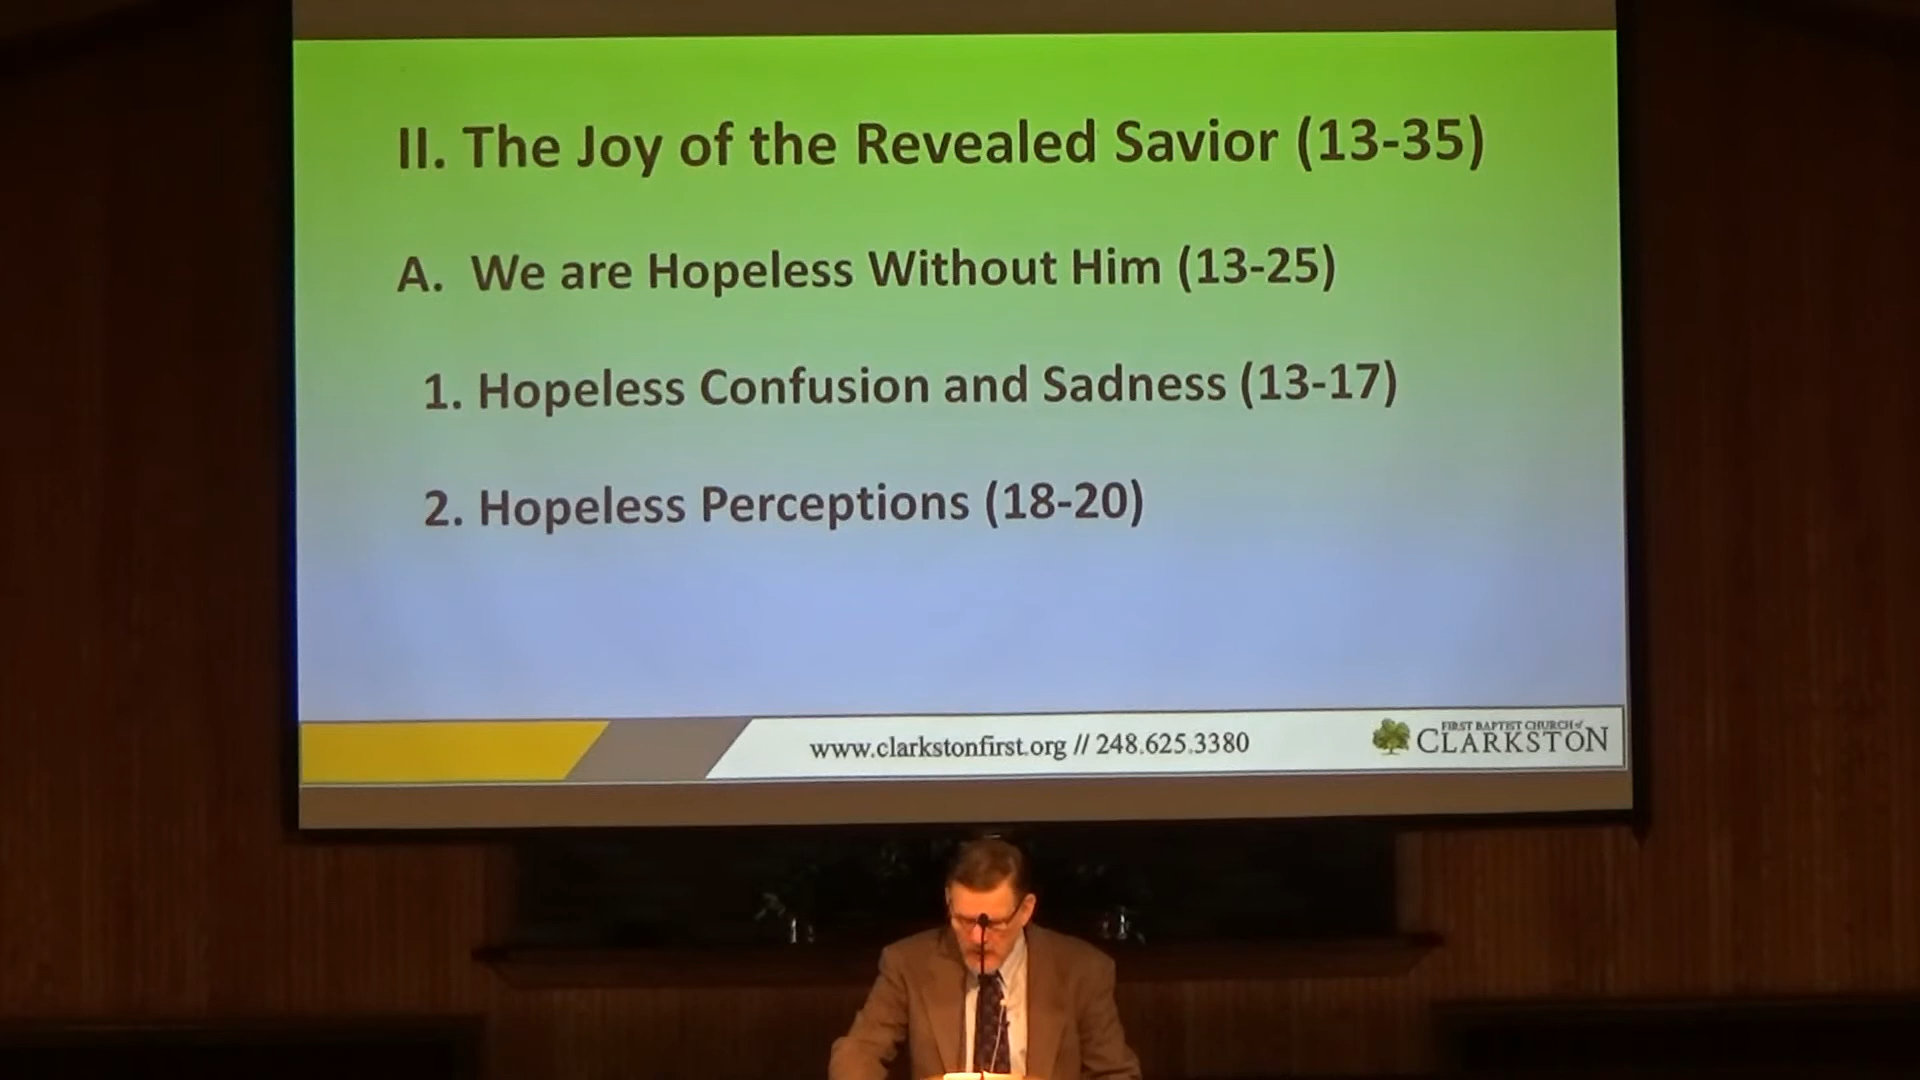 II. The Joy of the Revealed Savior (13-35)
A. We are Hopeless Without Him (13-25)
1. Hopeless Confusion and Sadness (13-17)
2. Hopeless Perceptions (18-20)
www.clarkstonfirst.org // 248.625.3380
FIRST BAPTIST CHURCH of
CLARKSTON